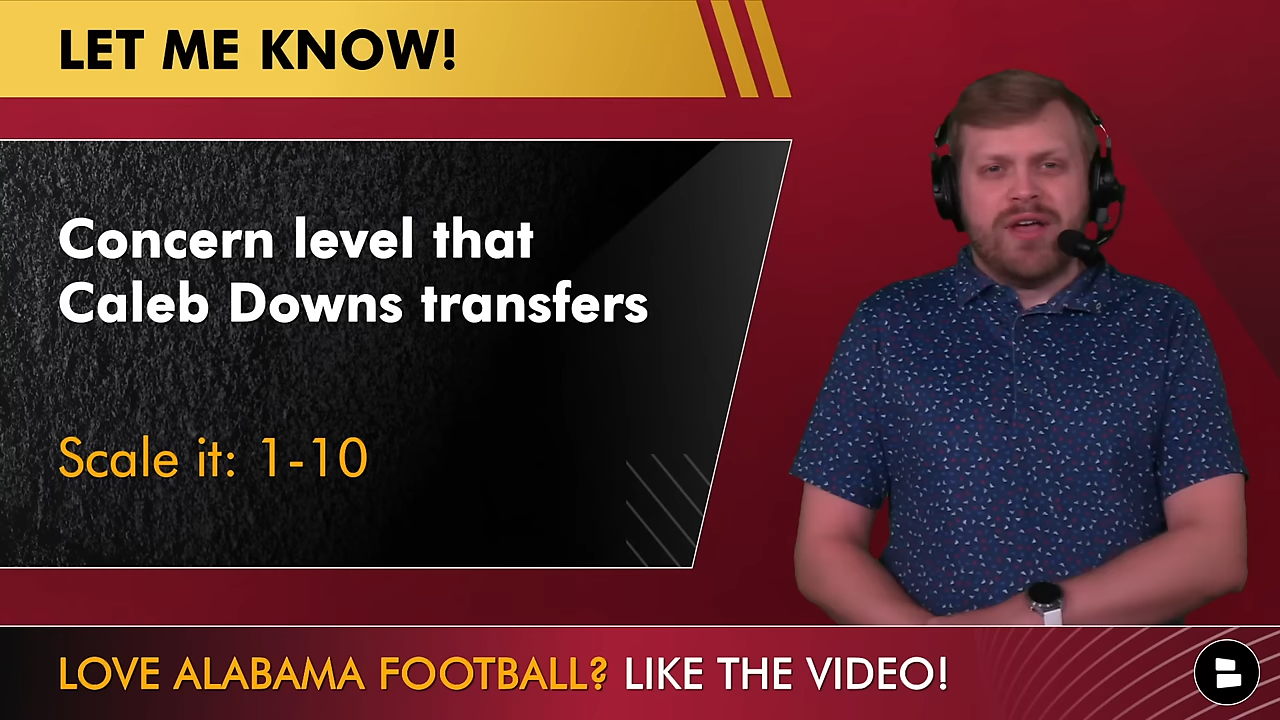 LET ME KNOW!
Concern level that
Caleb Downs transfers
Scale it: 1-10
LOVE ALABAMA FOOTBALL? LIKE THE VIDEO!